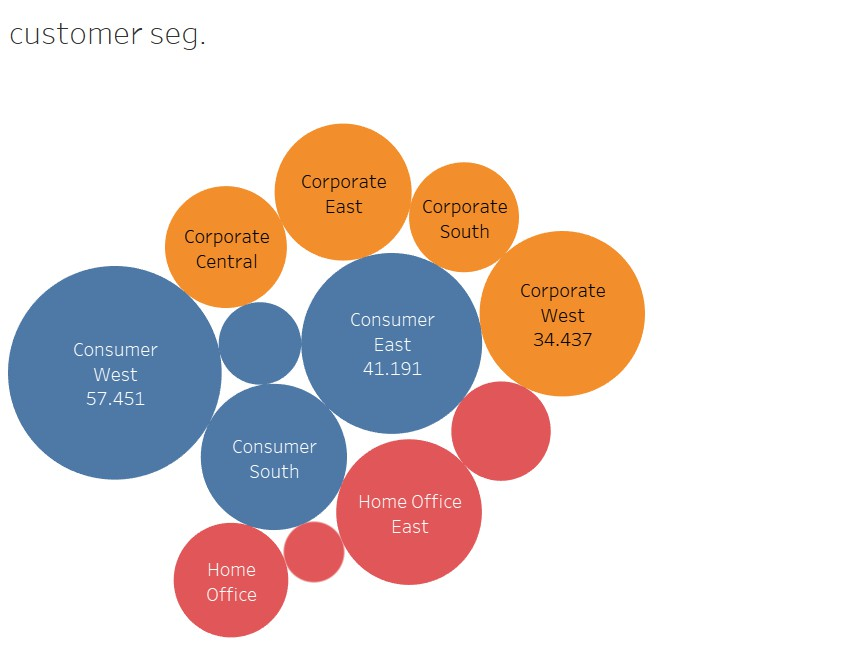 customer seg.
Corporate
East
Corporate
South
Corporate
Central
Corporate
West
34.437
Consumer
East
41.191
Consumer
West
57.451
Consumer
South
Home Office
East
Home
Office